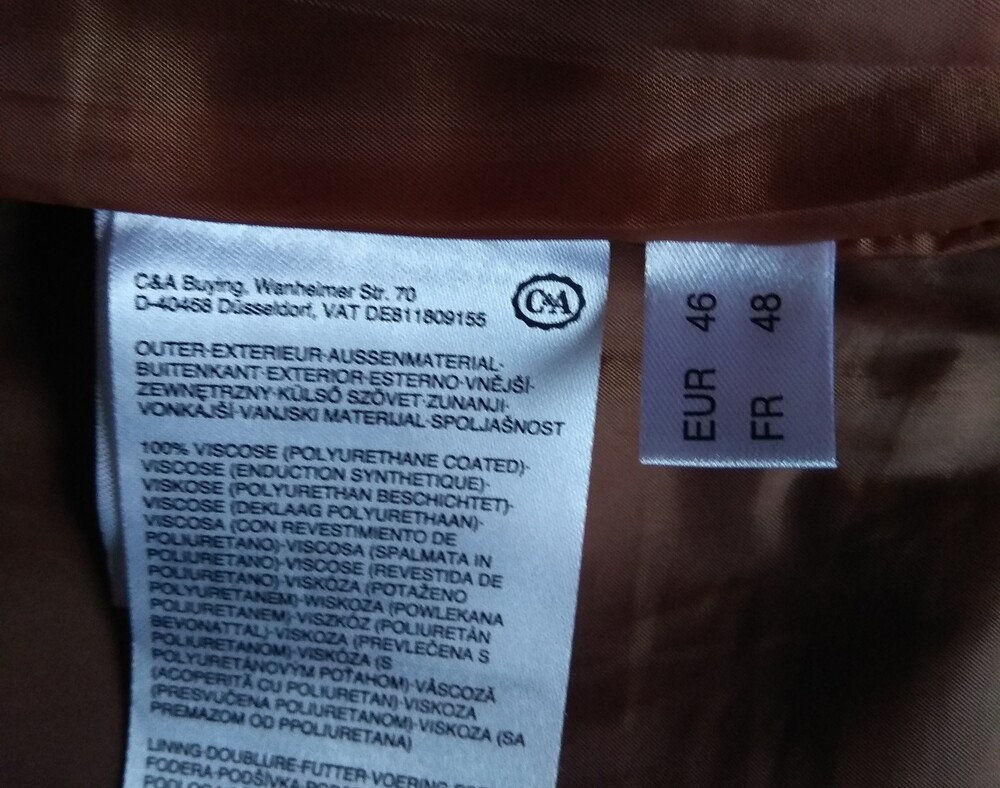 C&A Buying, Wanheimer Str. 70
D-40468 Düsseldorf, VAT DE811809155
C&A
OUTER·EXTERIEUR·AUSSENMATERIAL·
BUITENKANT·EXTERIOR·ESTERNO·VNĚJŠÍ·
ZEWNĘTRZNY·KÜLSŐ SZÖVET·ZUNANJI·
VONKAJŠÍ·VANJSKI MATERIJAL·SPOLJAŠNOST
100% VISCOSE (POLYURETHANE COATED)·
VISCOSE (ENDUCTION SYNTHETIQUE)·
VISKOSE (POLYURETHAN BESCHICHTET)·
VISCOSE (DEKLAAG POLYURETHAAN)·
VISCOSA (CON REVESTIMIENTO DE
POLIURETANO)·VISCOSA (SPALMATA IN
POLIURETANO)·VISCOSE (REVESTIDA DE
POLIURETANO)·VISKÓZA (POTAŽENO
POLYURETANEM)·WISKOZA (POWLEKANA
POLIURETANEM)·VISZKÓZ (POLIURETÁN
BEVONATTAL)·VISKOZA (PREVLEČENA S
POLIURETANOM)·VISKÓZA (S
POLYURETÁNOVÝM POŤAHOM)·VÂSCOZĂ
(ACOPERITĂ CU POLIURETAN)·VISKOZA
(PRESVUČENA POLIURETANOM)·VISKOZA (SA
PREMAZOM OD PPOLIURETANA)
LINING·DOUBLURE·FUTTER·VOERING·
FODERA·PODŠÍVKA·
EUR 46
FR 48